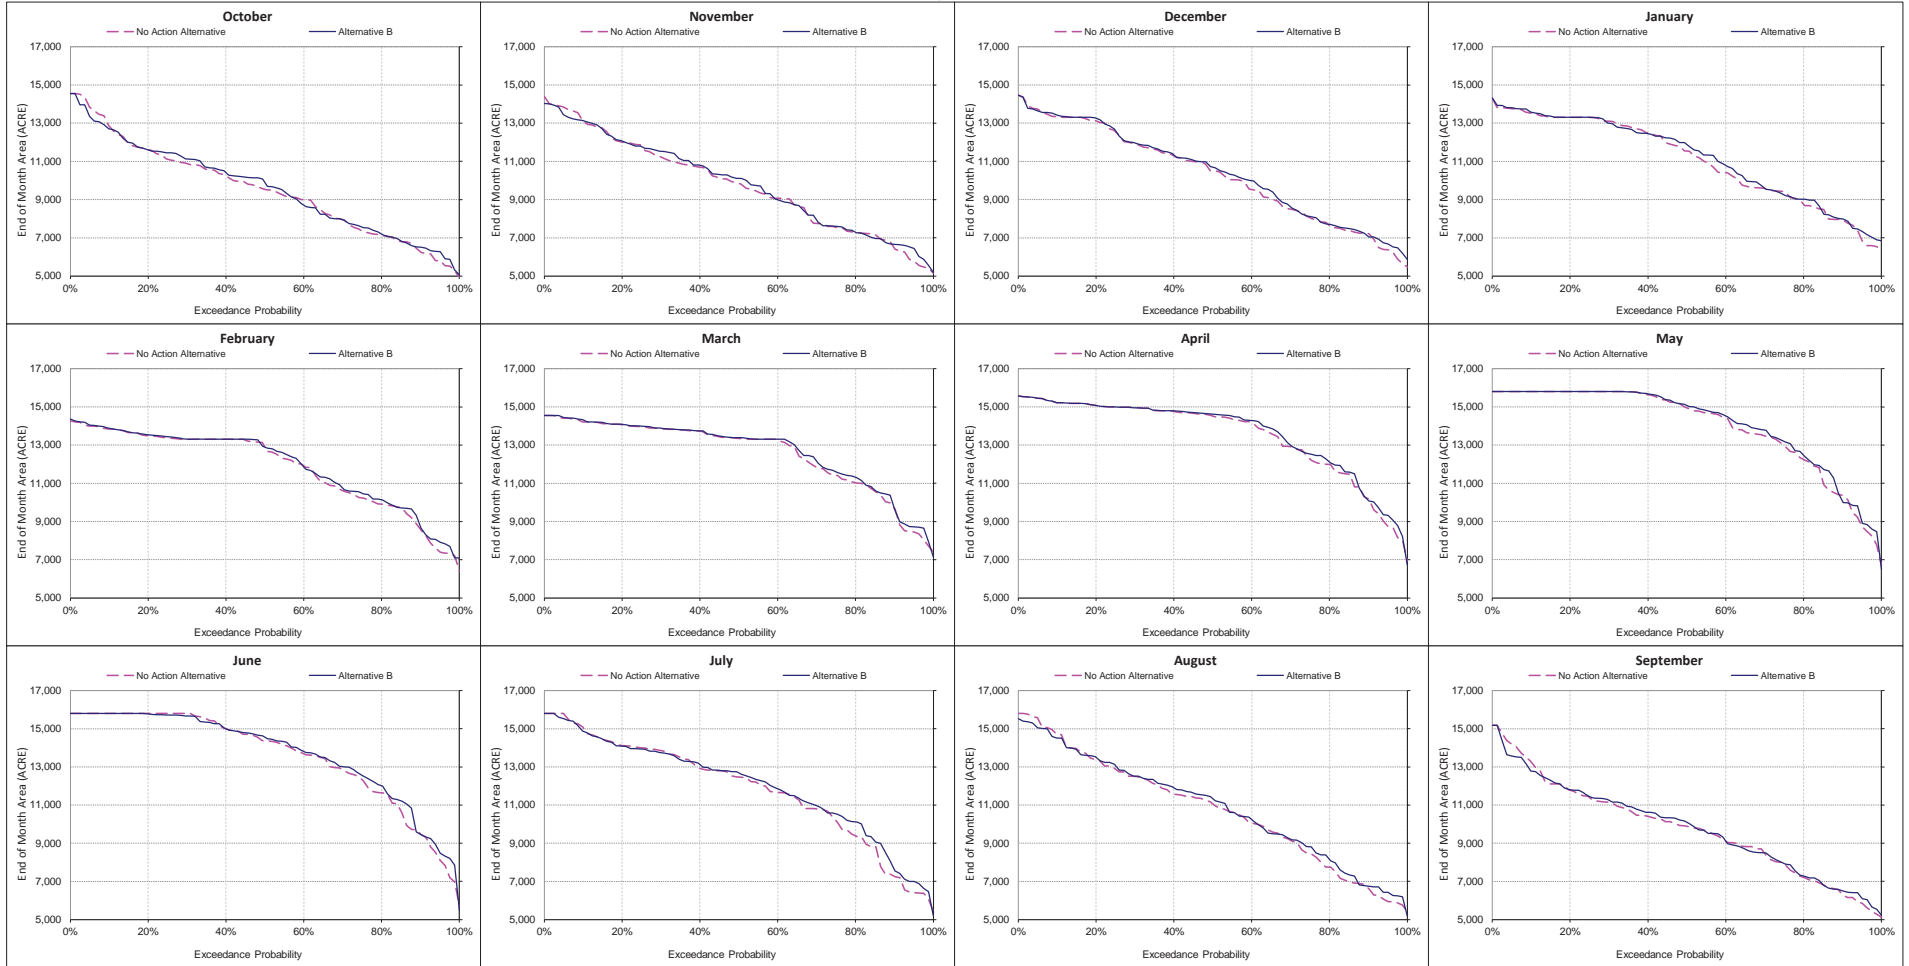 October
No Action Alternative Alternative B
17,000
15,000
13,000
11,000
9,000
7,000
5,000
0% 20% 40% 60% 80% 100%
End of Month Area (ACRE)
Exceedance Probability
November
No Action Alternative Alternative B
17,000
15,000
13,000
11,000
9,000
7,000
5,000
0% 20% 40% 60% 80% 100%
End of Month Area (ACRE)
Exceedance Probability
December
No Action Alternative Alternative B
17,000
15,000
13,000
11,000
9,000
7,000
5,000
0% 20% 40% 60% 80% 100%
End of Month Area (ACRE)
Exceedance Probability
January
No Action Alternative Alternative B
17,000
15,000
13,000
11,000
9,000
7,000
5,000
0% 20% 40% 60% 80% 100%
End of Month Area (ACRE)
Exceedance Probability
February
No Action Alternative Alternative B
17,000
15,000
13,000
11,000
9,000
7,000
5,000
0% 20% 40% 60% 80% 100%
End of Month Area (ACRE)
Exceedance Probability
March
No Action Alternative Alternative B
17,000
15,000
13,000
11,000
9,000
7,000
5,000
0% 20% 40% 60% 80% 100%
End of Month Area (ACRE)
Exceedance Probability
April
No Action Alternative Alternative B
17,000
15,000
13,000
11,000
9,000
7,000
5,000
0% 20% 40% 60% 80% 100%
End of Month Area (ACRE)
Exceedance Probability
May
No Action Alternative Alternative B
17,000
15,000
13,000
11,000
9,000
7,000
5,000
0% 20% 40% 60% 80% 100%
End of Month Area (ACRE)
Exceedance Probability
June
No Action Alternative Alternative B
17,000
15,000
13,000
11,000
9,000
7,000
5,000
0% 20% 40% 60% 80% 100%
End of Month Area (ACRE)
Exceedance Probability
July
No Action Alternative Alternative B
17,000
15,000
13,000
11,000
9,000
7,000
5,000
0% 20% 40% 60% 80% 100%
End of Month Area (ACRE)
Exceedance Probability
August
No Action Alternative Alternative B
17,000
15,000
13,000
11,000
9,000
7,000
5,000
0% 20% 40% 60% 80% 100%
End of Month Area (ACRE)
Exceedance Probability
September
No Action Alternative Alternative B
17,000
15,000
13,000
11,000
9,000
7,000
5,000
0% 20% 40% 60% 80% 100%
End of Month Area (ACRE)
Exceedance Probability